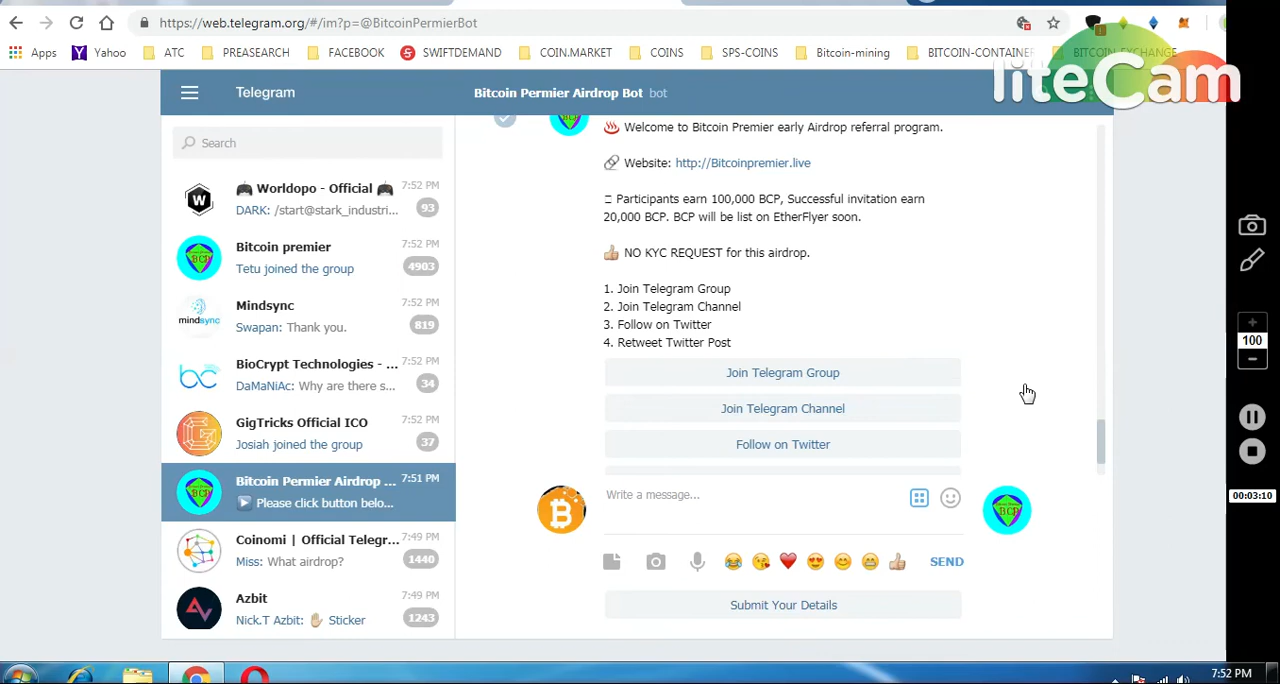 https://web.telegram.org/#/im?p=@BitcoinPermierBot
Apps Yahoo ATC PREASEARCH FACEBOOK SWIFTDEMAND COIN.MARKET COINS SPS-COINS Bitcoin-mining BITCOIN-CONTAINER BITCOIN-EXCHANGE
liteCam
Telegram
Bitcoin Permier Airdrop Bot bot
Search
Worldopo - Official 7:52 PM
DARK: /start@stark_industri... 93
Bitcoin premier 7:52 PM
Tetu joined the group 4903
Mindsync 7:52 PM
mindsync
Swapan: Thank you. 819
BioCrypt Technologies - ... 7:52 PM
DaMaNiAc: Why are there s... 34
GigTricks Official ICO 7:52 PM
Josiah joined the group 37
Bitcoin Permier Airdrop ... 7:51 PM
Please click button belo...
Coinomi | Official Telegr... 7:49 PM
Miss: What airdrop? 1440
Azbit 7:49 PM
Nick.T Azbit: Sticker 1243
Welcome to Bitcoin Premier early Airdrop referral program.
Website: http://Bitcoinpremier.live
Participants earn 100,000 BCP, Successful invitation earn
20,000 BCP. BCP will be list on EtherFlyer soon.
NO KYC REQUEST for this airdrop.
1. Join Telegram Group
2. Join Telegram Channel
3. Follow on Twitter
4. Retweet Twitter Post
Join Telegram Group
Join Telegram Channel
Follow on Twitter
Write a message...
SEND
Submit Your Details
100
00:03:10
7:52 PM